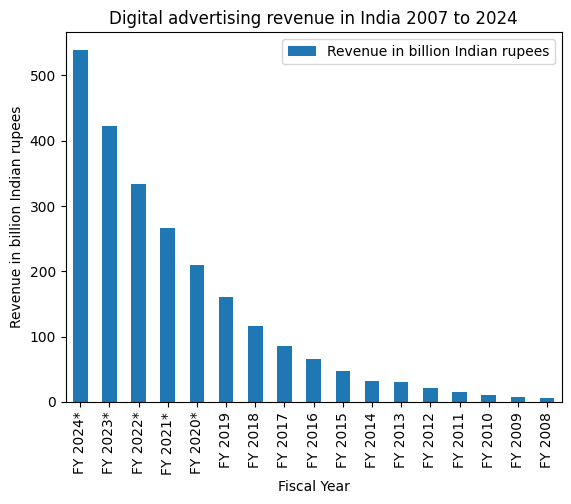 Digital advertising revenue in India 2007 to 2024
Revenue in billion Indian rupees
Revenue in billion Indian rupees
500
400
300
200
100
0
FY 2024*
FY 2023*
FY 2022*
FY 2021*
FY 2020*
FY 2019
FY 2018
FY 2017
FY 2016
FY 2015
FY 2014
FY 2013
FY 2012
FY 2011
FY 2010
FY 2009
FY 2008
Fiscal Year